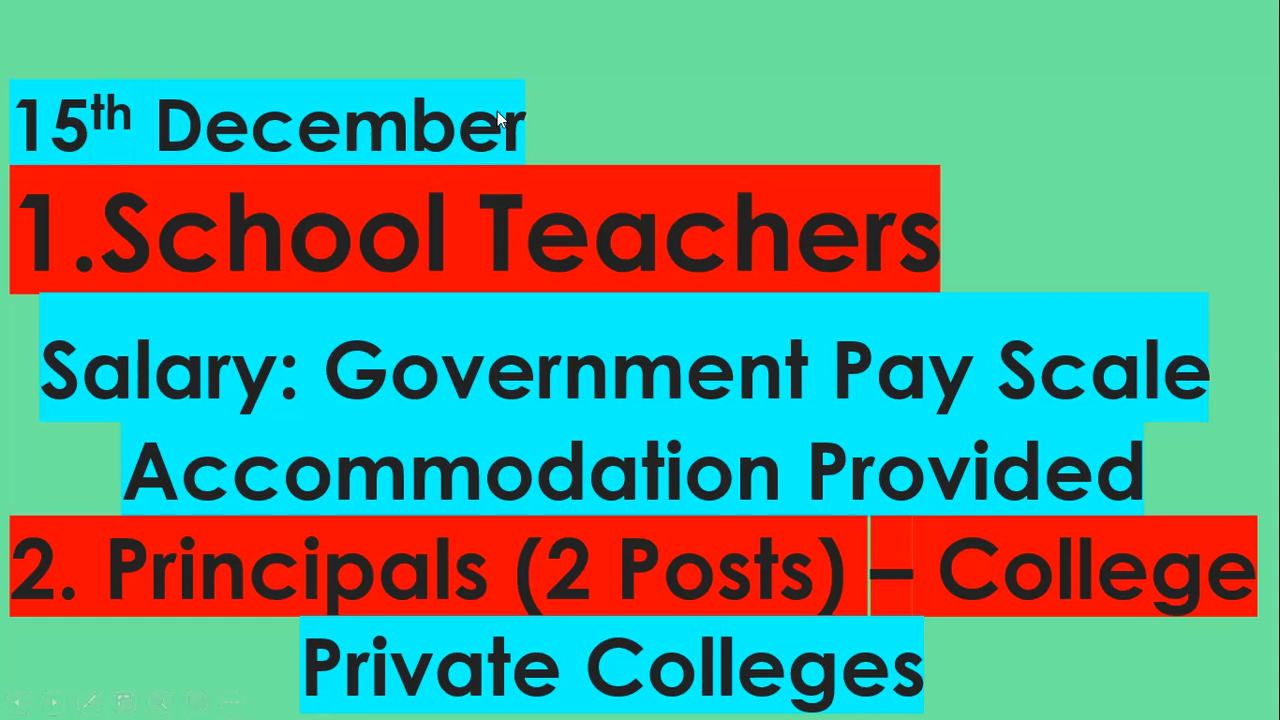 15th December
1.School Teachers
Salary: Government Pay Scale
Accommodation Provided
2. Principals (2 Posts) – College
Private Colleges